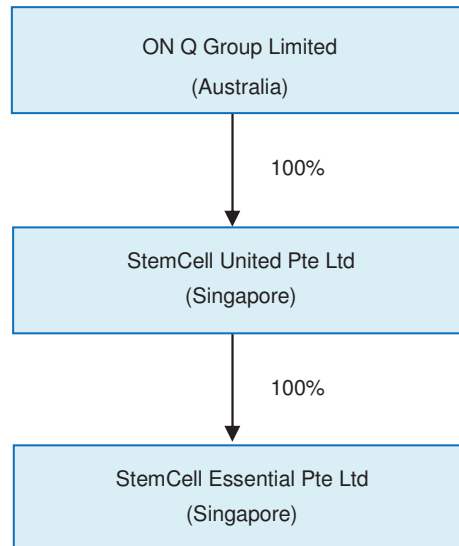 ON Q Group Limited
(Australia)
100%
StemCell United Pte Ltd
(Singapore)
100%
StemCell Essential Pte Ltd
(Singapore)